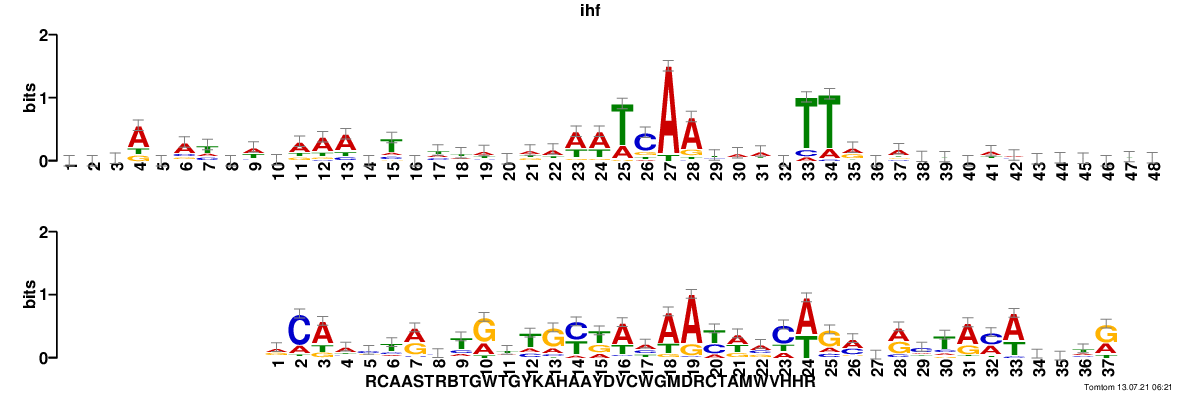 ihf
2
1
0
bits
1 2 3 4 5 6 7 8 9 10 11 12 13 14 15 16 17 18 19 20 21 22 23 24 25 26 27 28 29 30 31 32 33 34 35 36 37 38 39 40 41 42 43 44 45 46 47 48
2
1
0
bits
1 2 3 4 5 6 7 8 9 10 11 12 13 14 15 16 17 18 19 20 21 22 23 24 25 26 27 28 29 30 31 32 33 34 35 36 37
RCAASTRBTGWTGYKAHAAYDVCWGMDRCTAMWVHHR
Tomtom 13.07.21 06:21